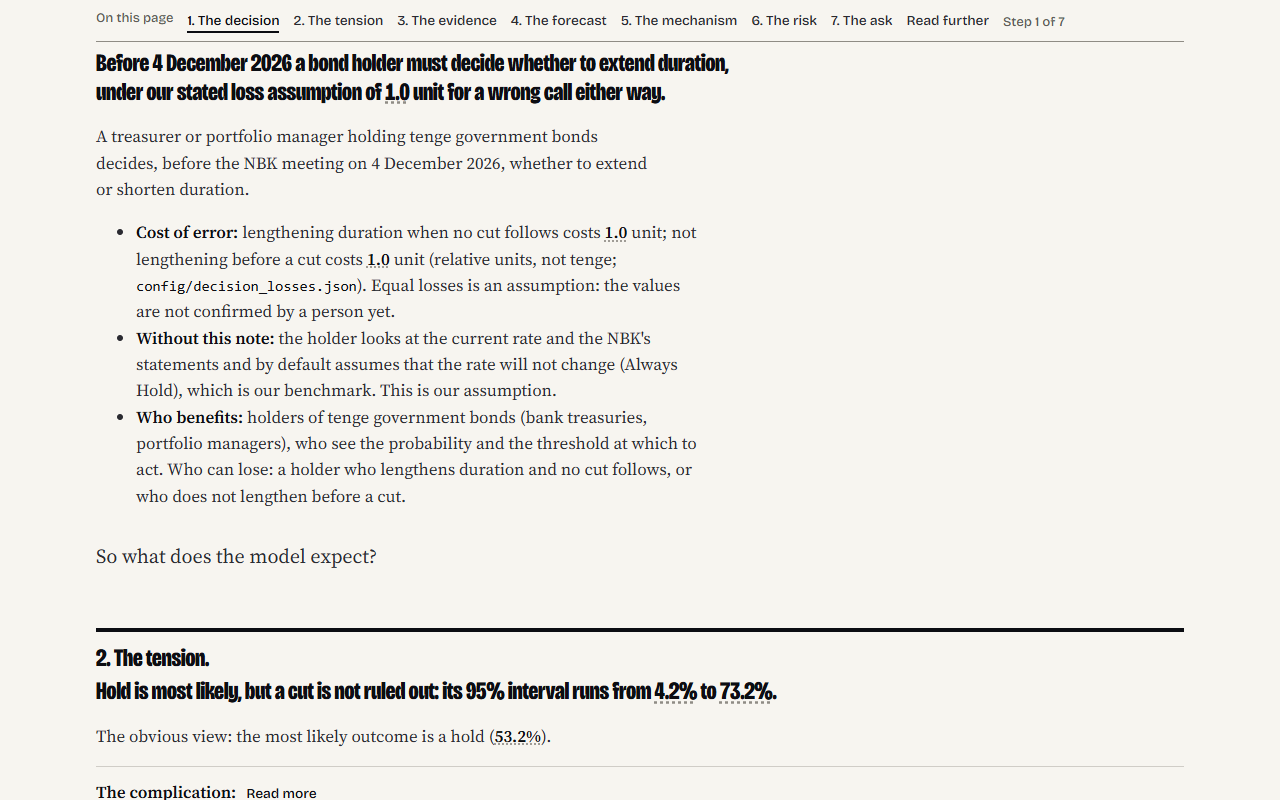 On this page 1. The decision 2. The tension 3. The evidence 4. The forecast 5. The mechanism 6. The risk 7. The ask Read further Step 1 of 7
Before 4 December 2026 a bond holder must decide whether to extend duration,
under our stated loss assumption of 1.0 unit for a wrong call either way.
A treasurer or portfolio manager holding tenge government bonds
decides, before the NBK meeting on 4 December 2026, whether to extend
or shorten duration.
• Cost of error: lengthening duration when no cut follows costs 1.0 unit; not
lengthening before a cut costs 1.0 unit (relative units, not tenge;
config/decision_losses.json). Equal losses is an assumption: the values
are not confirmed by a person yet.
• Without this note: the holder looks at the current rate and the NBK's
statements and by default assumes that the rate will not change (Always
Hold), which is our benchmark. This is our assumption.
• Who benefits: holders of tenge government bonds (bank treasuries,
portfolio managers), who see the probability and the threshold at which to
act. Who can lose: a holder who lengthens duration and no cut follows, or
who does not lengthen before a cut.
So what does the model expect?
2. The tension.
Hold is most likely, but a cut is not ruled out: its 95% interval runs from 4.2% to 73.2%.
The obvious view: the most likely outcome is a hold (53.2%).
The complication: Read more